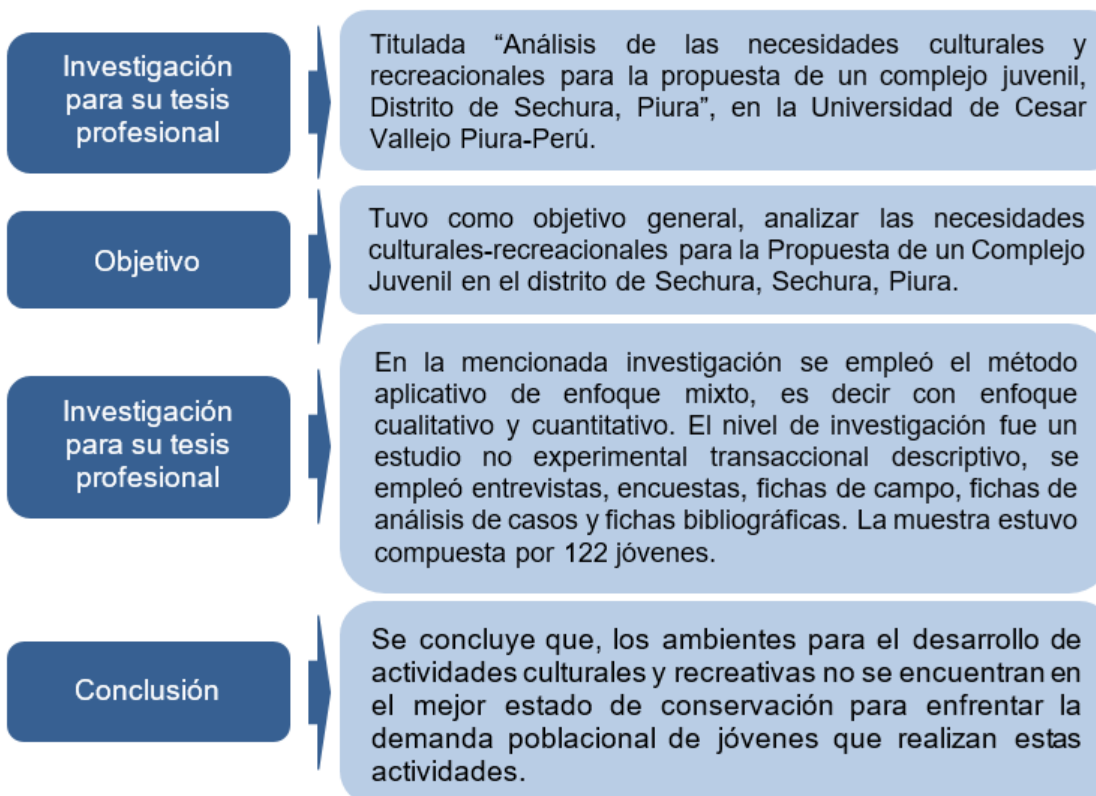 Investigación
para su tesis
profesional
Titulada “Análisis de las necesidades culturales y
recreacionales para la propuesta de un complejo juvenil,
Distrito de Sechura, Piura”, en la Universidad de Cesar
Vallejo Piura-Perú.
Objetivo
Tuvo como objetivo general, analizar las necesidades
culturales-recreacionales para la Propuesta de un Complejo
Juvenil en el distrito de Sechura, Sechura, Piura.
Investigación
para su tesis
profesional
En la mencionada investigación se empleó el método
aplicativo de enfoque mixto, es decir con enfoque
cualitativo y cuantitativo. El nivel de investigación fue un
estudio no experimental transaccional descriptivo, se
empleó entrevistas, encuestas, fichas de campo, fichas de
análisis de casos y fichas bibliográficas. La muestra estuvo
compuesta por 122 jóvenes.
Conclusión
Se concluye que, los ambientes para el desarrollo de
actividades culturales y recreativas no se encuentran en
el mejor estado de conservación para enfrentar la
demanda poblacional de jóvenes que realizan estas
actividades.